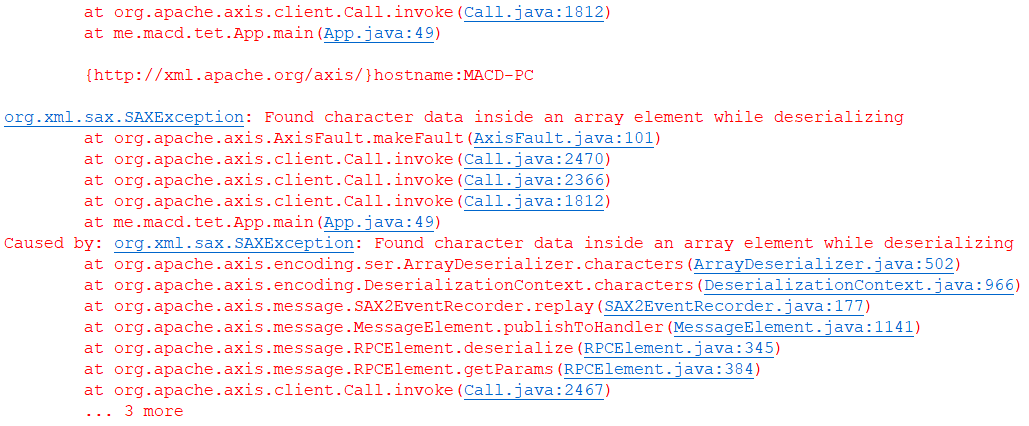 at org.apache.axis.client.Call.invoke(Call.java:1812)
at me.macd.tet.App.main(App.java:49)
{http://xml.apache.org/axis/}hostname:MACD-PC
org.xml.sax.SAXException: Found character data inside an array element while deserializing
at org.apache.axis.AxisFault.makeFault(AxisFault.java:101)
at org.apache.axis.client.Call.invoke(Call.java:2470)
at org.apache.axis.client.Call.invoke(Call.java:2366)
at org.apache.axis.client.Call.invoke(Call.java:1812)
at me.macd.tet.App.main(App.java:49)
Caused by: org.xml.sax.SAXException: Found character data inside an array element while deserializing
at org.apache.axis.encoding.ser.ArrayDeserializer.characters(ArrayDeserializer.java:502)
at org.apache.axis.encoding.DeserializationContext.characters(DeserializationContext.java:966)
at org.apache.axis.message.SAX2EventRecorder.replay(SAX2EventRecorder.java:177)
at org.apache.axis.message.MessageElement.publishToHandler(MessageElement.java:1141)
at org.apache.axis.message.RPCElement.deserialize(RPCElement.java:345)
at org.apache.axis.message.RPCElement.getParams(RPCElement.java:384)
at org.apache.axis.client.Call.invoke(Call.java:2467)
... 3 more